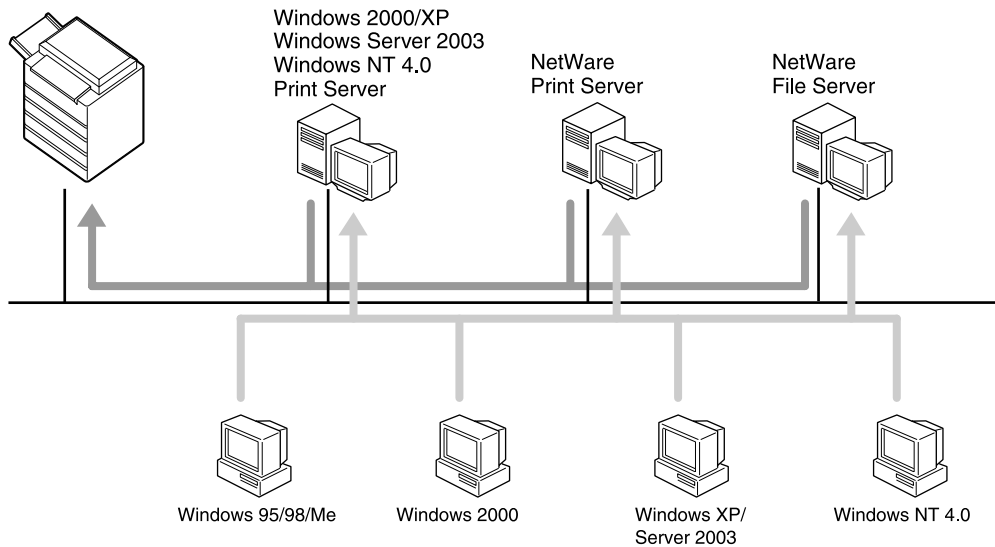 Windows 2000/XP
Windows Server 2003
Windows NT 4.0
Print Server
NetWare
Print Server
NetWare
File Server
Windows 95/98/Me
Windows 2000
Windows XP/
Server 2003
Windows NT 4.0